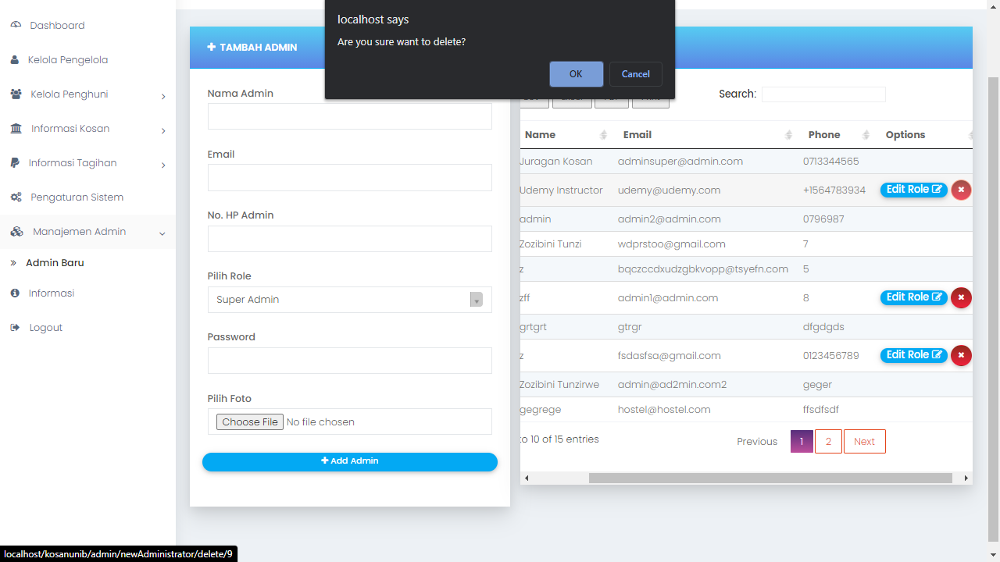 localhost says
Are you sure want to delete?
OK
Cancel
Dashboard
Kelola Pengelola
Kelola Penghuni
Informasi Kosan
Informasi Tagihan
Pengaturan Sistem
Manajemen Admin
Admin Baru
Informasi
Logout
TAMBAH ADMIN
Nama Admin
Email
No. HP Admin
Pilih Role
Super Admin
Password
Pilih Foto
Choose File No file chosen
Add Admin
Search:
Name Email Phone Options
Juragan Kosan adminsuper@admin.com 0713344565
Udemy Instructor udemy@udemy.com +1564783934 Edit Role
admin admin2@admin.com 0796987
Zozibini Tunzi wdprstoo@gmail.com 7
z bqczccdxudzgbkvopp@tsyefn.com 5
zff admin1@admin.com 8 Edit Role
grtgrt gtrgr dfgdgds
z fsdasfsa@gmail.com 0123456789 Edit Role
Zozibini Tunzirwe admin@ad2min.com2 geger
gegrege hostel@hostel.com ffsdfsdf
to 10 of 15 entries
Previous 1 2 Next
localhost/kosanunib/admin/newAdministrator/delete/9